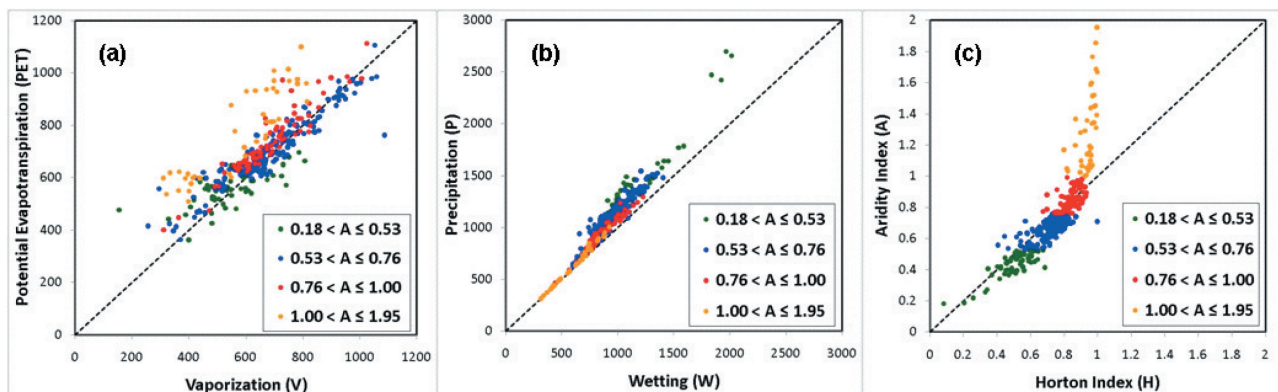 (a)
Potential Evapotranspiration (PET)
1200
1000
800
600
400
200
0
0 200 400 600 800 1000 1200
Vaporization (V)
0.18 < A ≤ 0.53
0.53 < A ≤ 0.76
0.76 < A ≤ 1.00
1.00 < A ≤ 1.95
(b)
Precipitation (P)
3000
2500
2000
1500
1000
500
0
0 500 1000 1500 2000 2500 3000
Wetting (W)
0.18 < A ≤ 0.53
0.53 < A ≤ 0.76
0.76 < A ≤ 1.00
1.00 < A ≤ 1.95
(c)
Aridity Index (A)
2
1.8
1.6
1.4
1.2
1
0.8
0.6
0.4
0.2
0
0 0.2 0.4 0.6 0.8 1 1.2 1.4 1.6 1.8 2
Horton Index (H)
0.18 < A ≤ 0.53
0.53 < A ≤ 0.76
0.76 < A ≤ 1.00
1.00 < A ≤ 1.95